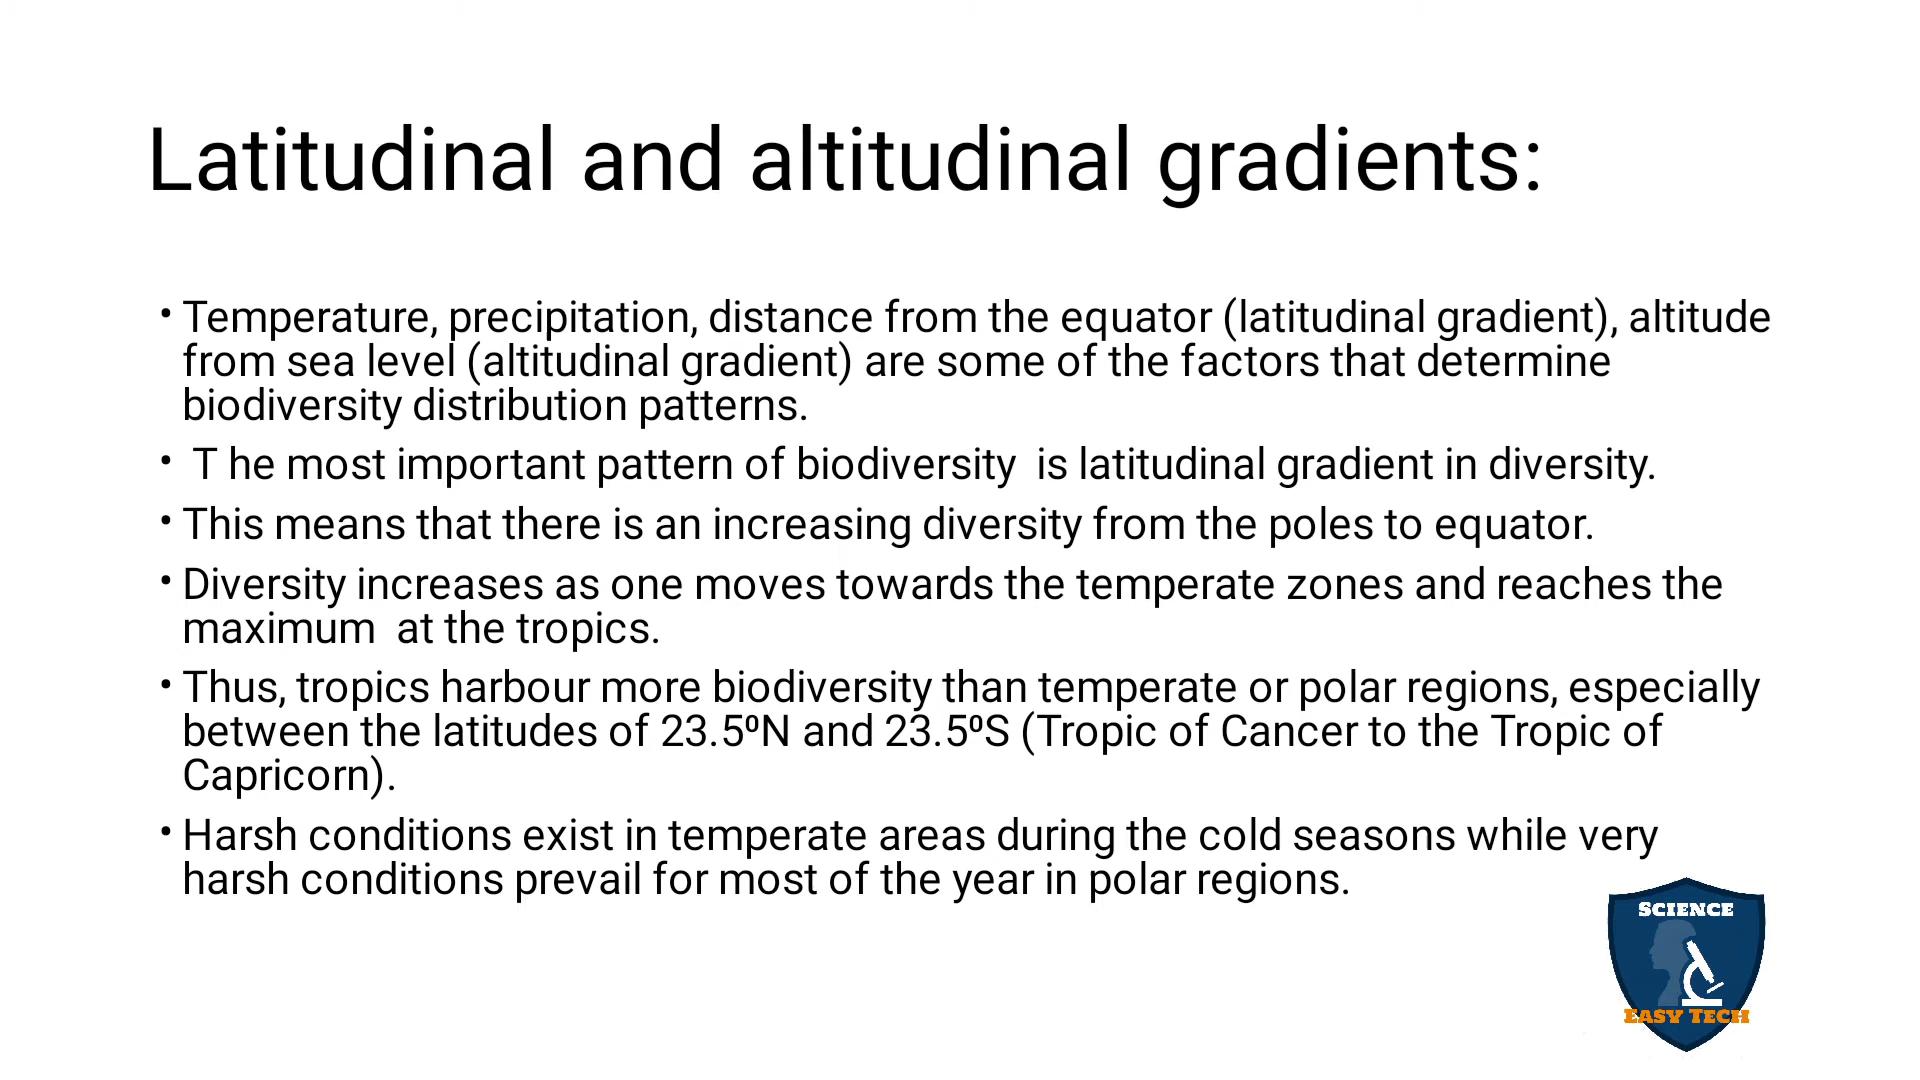 Latitudinal and altitudinal gradients:
• Temperature, precipitation, distance from the equator (latitudinal gradient), altitude
from sea level (altitudinal gradient) are some of the factors that determine
biodiversity distribution patterns.
•  T he most important pattern of biodiversity  is latitudinal gradient in diversity.
• This means that there is an increasing diversity from the poles to equator.
• Diversity increases as one moves towards the temperate zones and reaches the
maximum  at the tropics.
• Thus, tropics harbour more biodiversity than temperate or polar regions, especially
between the latitudes of 23.5⁰N and 23.5⁰S (Tropic of Cancer to the Tropic of
Capricorn).
• Harsh conditions exist in temperate areas during the cold seasons while very
harsh conditions prevail for most of the year in polar regions.
SCIENCE
EASY TECH